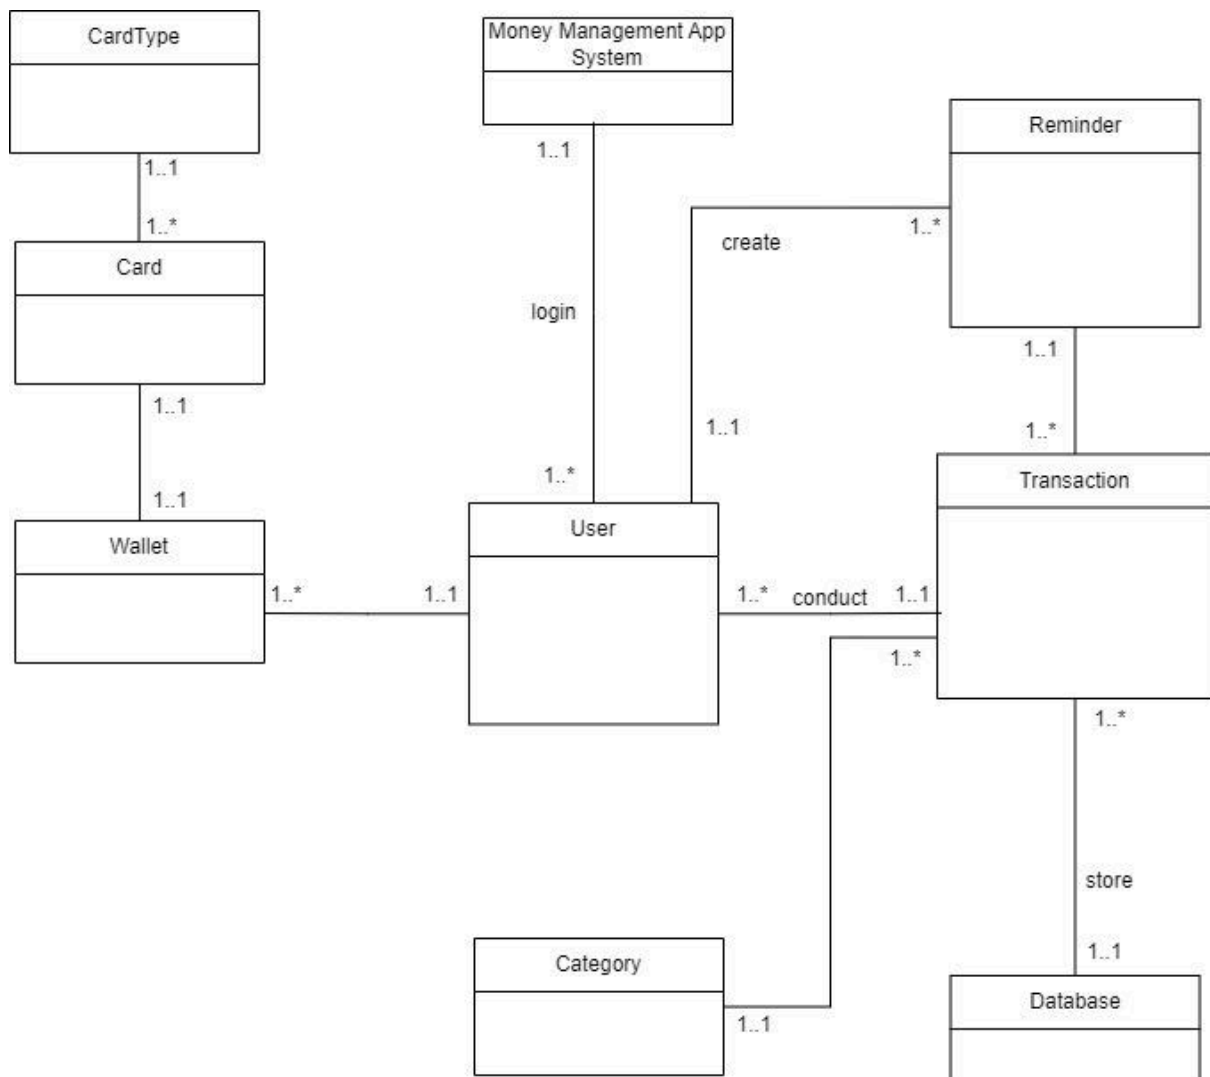 CardType
Money Management App
System
Reminder
1..1
1..1
1..*
1..*
create
Card
login
1..1
1..1
1..1
1..*
1..*
Transaction
1..1
Wallet
User
1..*
1..1
1..*
conduct
1..1
1..*
1..*
store
1..1
Category
Database
1..1